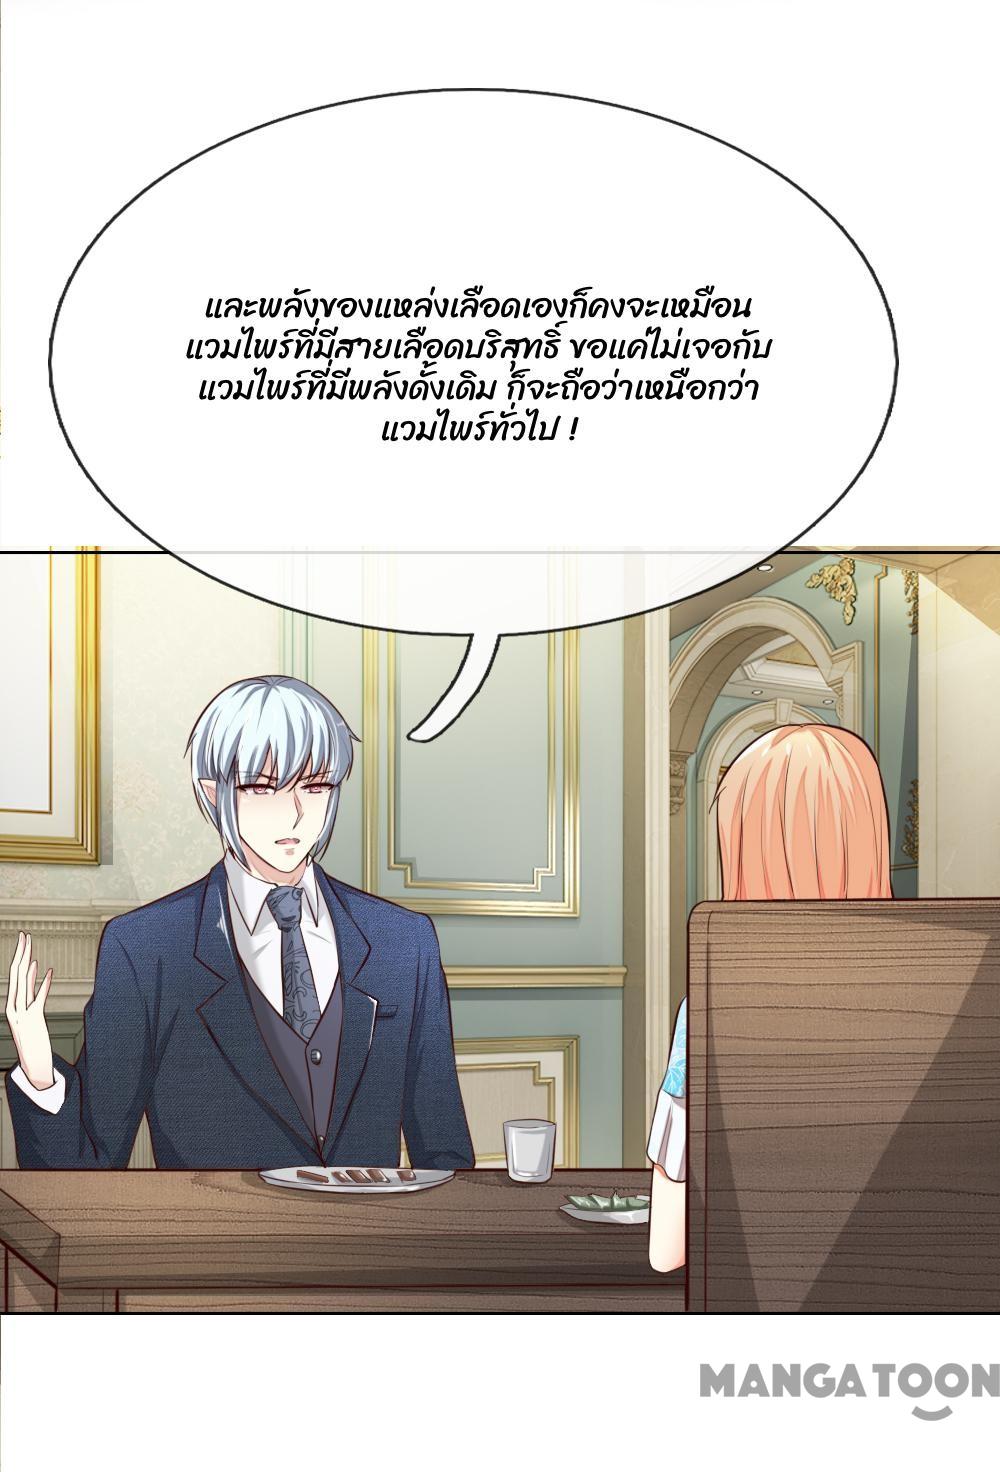 และพลังของแหล่งเลือดเองก็คงจะเหมือน
แวมไพร์ที่มีสายเลือดบริสุทธิ์ ขอแค่ไม่เจอกับ
แวมไพร์ที่มีพลังดั้งเดิม ก็จะถือว่าเหนือกว่า
แวมไพร์ทั่วไป !
MANGATOON